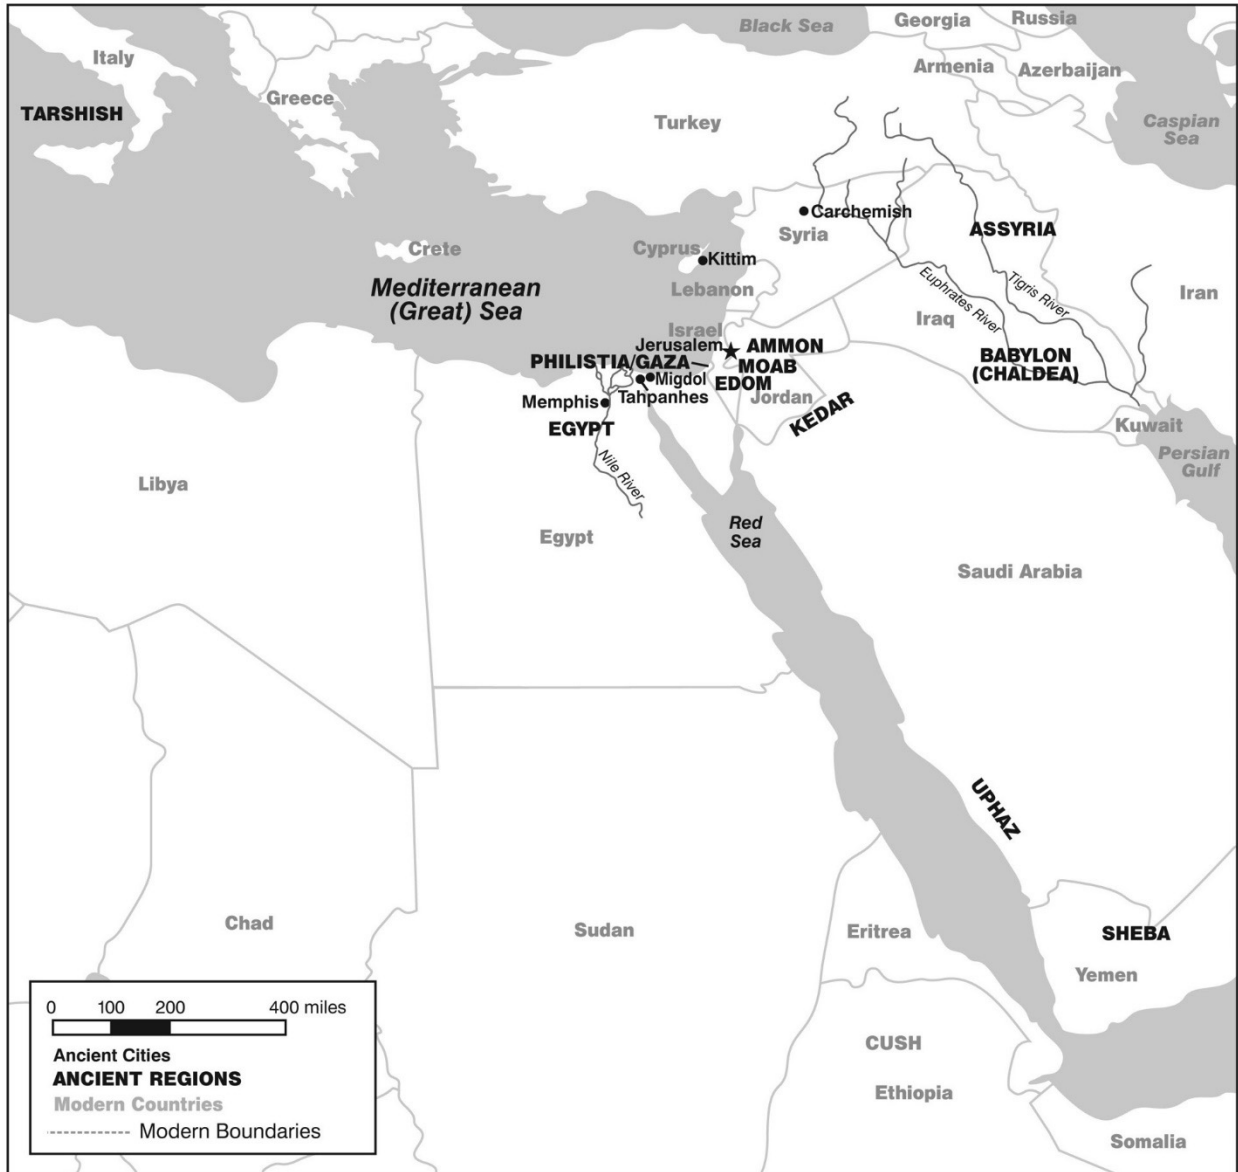 Black Sea
Georgia
Russia
Italy
Armenia
Azerbaijan
Greece
TARSHISH
Turkey
Caspian
Sea
Carchemish
Syria
ASSYRIA
Crete
Cyprus
Kittim
Mediterranean
(Great) Sea
Lebanon
Euphrates River
Tigris River
Iran
Iraq
Israel
Jerusalem
AMMON
PHILISTIA/GAZA
MOAB
BABYLON
(CHALDEA)
Migdol
EDOM
Tahpanhes
Jordan
Memphis
KEDAR
EGYPT
Kuwait
Persian
Gulf
Nile River
Libya
Egypt
Red
Sea
Saudi Arabia
UPHAZ
Chad
Sudan
Eritrea
SHEBA
Yemen
CUSH
Ethiopia
Somalia
0 100 200 400 miles
Ancient Cities
ANCIENT REGIONS
Modern Countries
Modern Boundaries